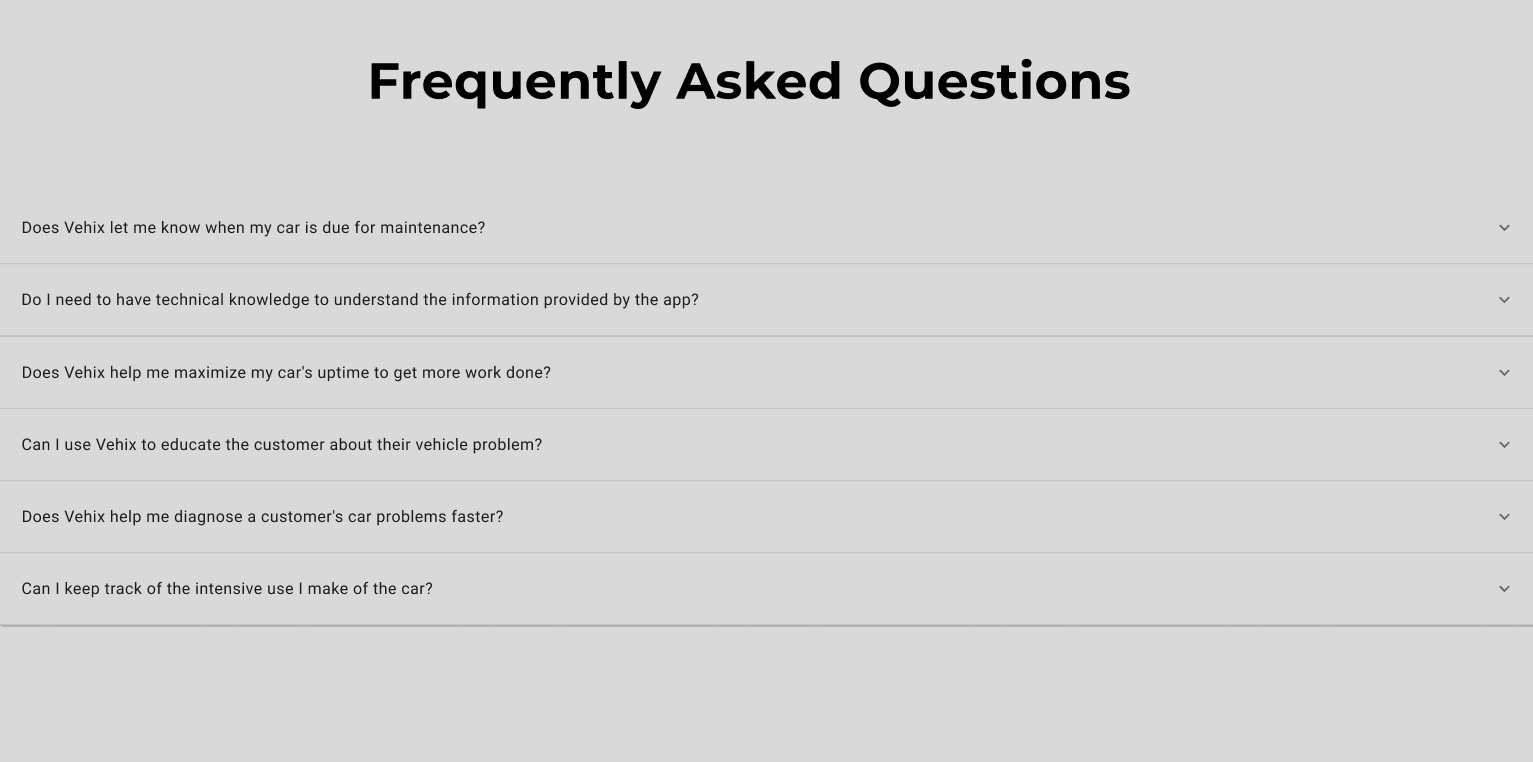 Frequently Asked Questions
Does Vehix let me know when my car is due for maintenance?
Do I need to have technical knowledge to understand the information provided by the app?
Does Vehix help me maximize my car's uptime to get more work done?
Can I use Vehix to educate the customer about their vehicle problem?
Does Vehix help me diagnose a customer's car problems faster?
Can I keep track of the intensive use I make of the car?